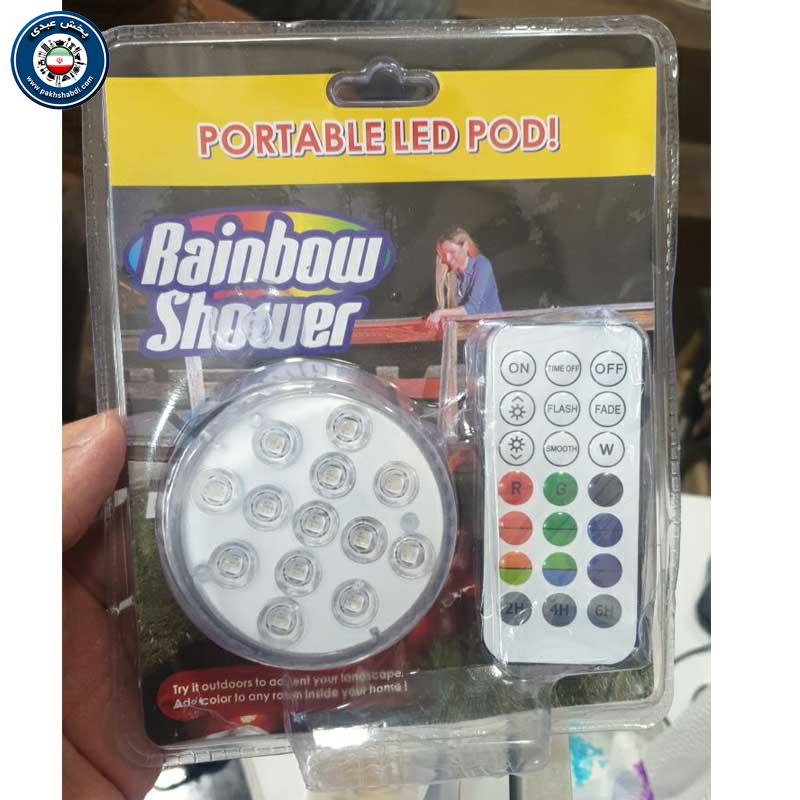 پخش عبدی
www.pakhshabdi.com
PORTABLE LED POD!
Rainbow
Shower
ON TIME OFF OFF
FLASH FADE
SMOOTH W
R G
2H 4H 6H
Try it outdoors to accent your landscape.
Add color to any room inside your home!